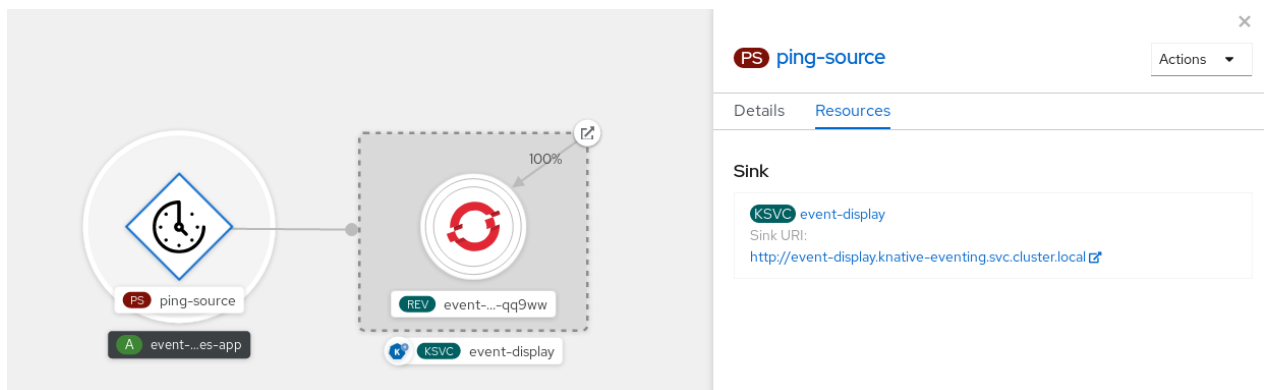 100%
PS ping-source
REV event-...-qq9ww
A event-...es-app
K KSVC event-display
×
PS ping-source
Actions
Details Resources
Sink
KSVC event-display
Sink URI:
http://event-display.knative-eventing.svc.cluster.local